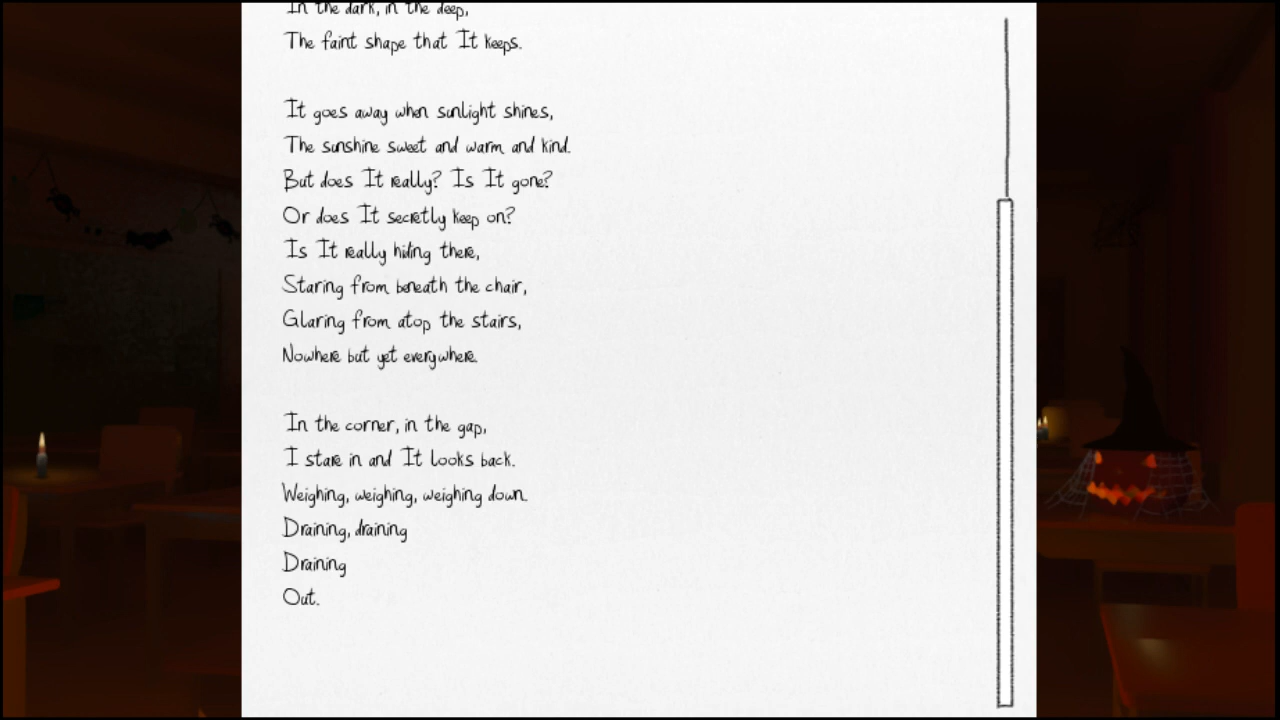 In the dark, in the deep,
The faint shape that It keeps.
It goes away when sunlight shines,
The sunshine sweet and warm and kind.
But does It really? Is It gone?
Or does It secretly keep on?
Is It really hiding there,
Staring from beneath the chair,
Glaring from atop the stairs,
Nowhere but yet everywhere.
In the corner, in the gap,
I stare in and It looks back.
Weighing, weighing, weighing down.
Draining, draining
Draining
Out.